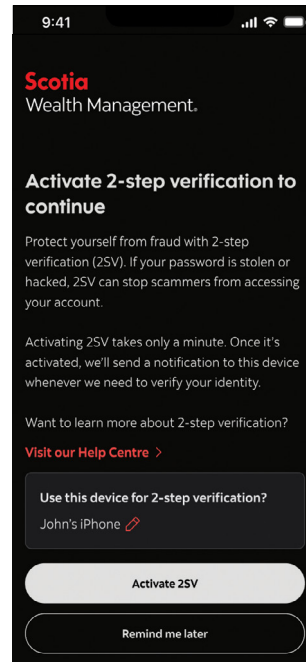 9:41
Scotia
Wealth Management.
Activate 2-step verification to
continue
Protect yourself from fraud with 2-step
verification (2SV). If your password is stolen or
hacked, 2SV can stop scammers from accessing
your account.
Activating 2SV takes only a minute. Once it's
activated, we'll send a notification to this device
whenever we need to verify your identity.
Want to learn more about 2-step verification?
Visit our Help Centre >
Use this device for 2-step verification?
John's iPhone
Activate 2SV
Remind me later